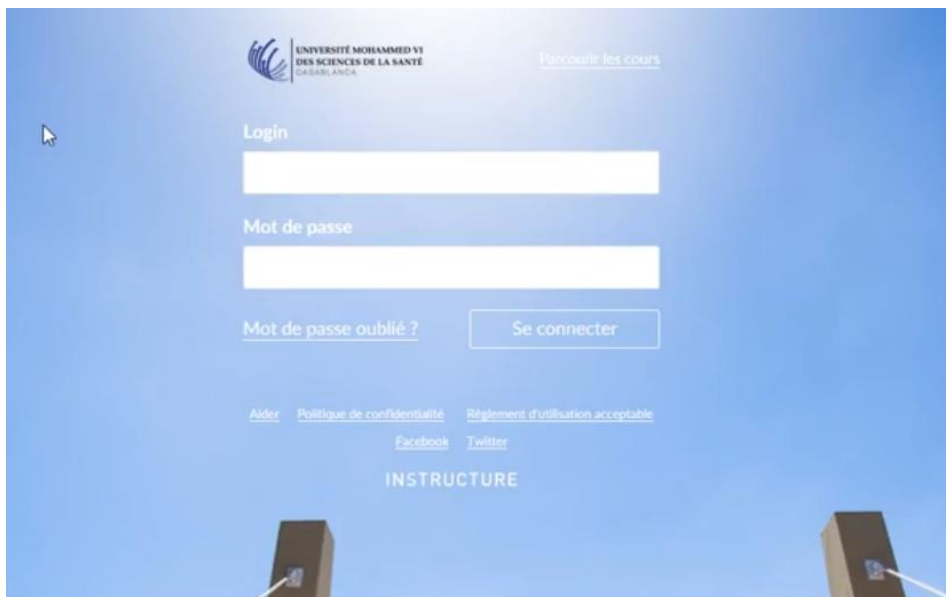 UNIVERSITÉ MOHAMMED VI
DES SCIENCES DE LA SANTÉ
CASABLANCA
Parcourir les cours
Login
Mot de passe
Mot de passe oublié ?
Se connecter
Aider Politique de confidentialité Règlement d'utilisation acceptable
Facebook Twitter
INSTRUCTURE